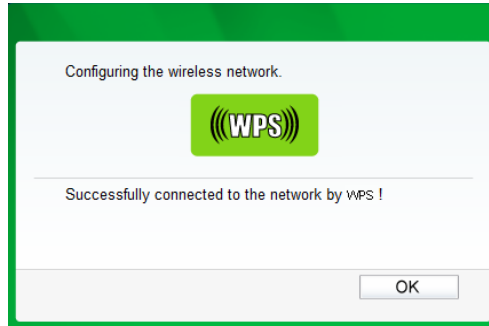 Configuring the wireless network.
(((WPS)))
Successfully connected to the network by WPS !
OK